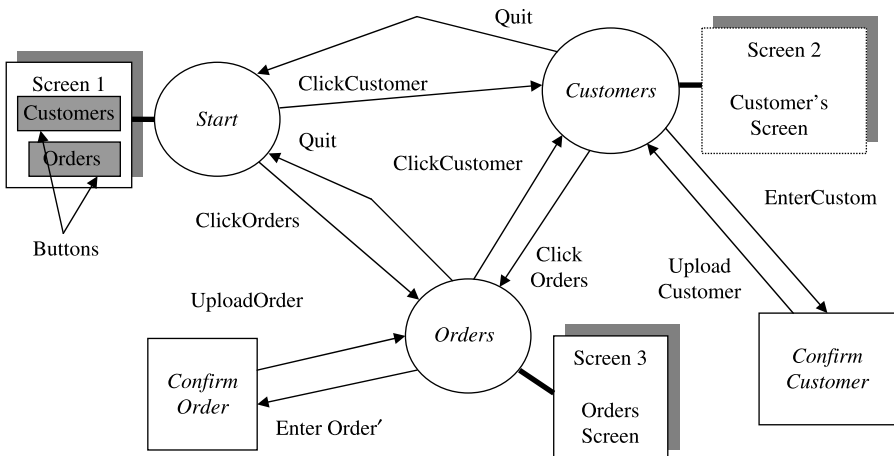 Quit
Screen 1
Customers
Orders
Buttons
Start
ClickCustomer
Customers
Screen 2
Customer's
Screen
Quit
ClickCustomer
EnterCustom
ClickOrders
Click
Orders
Upload
Customer
UploadOrder
Orders
Confirm
Order
Enter Order′
Screen 3
Orders
Screen
Confirm
Customer